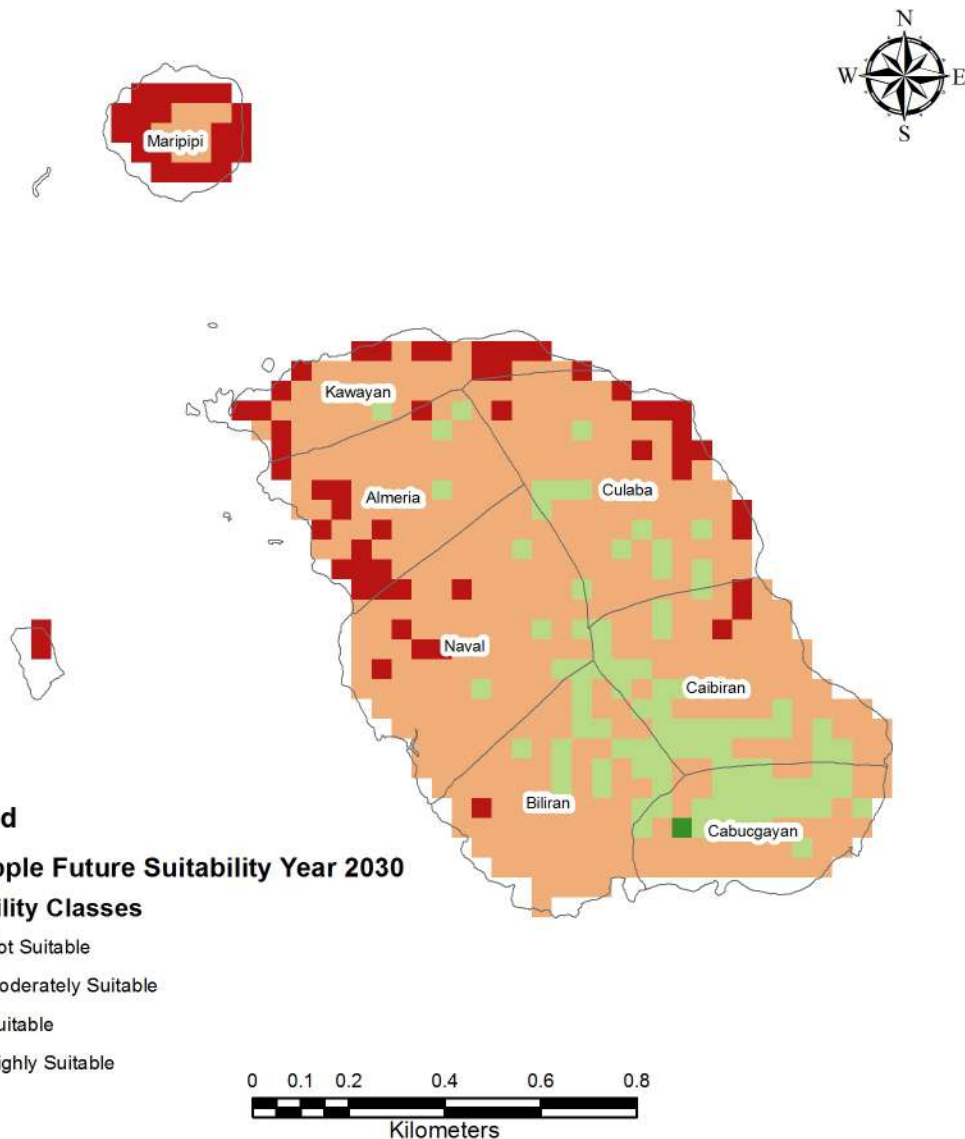 N
W E
S
Maripipi
Kawayan
Almeria
Culaba
Naval
Caibiran
Biliran
Cabucgayan
d
pple Future Suitability Year 2030
ility Classes
ot Suitable
oderately Suitable
uitable
ighly Suitable
0 0.1 0.2 0.4 0.6 0.8
Kilometers